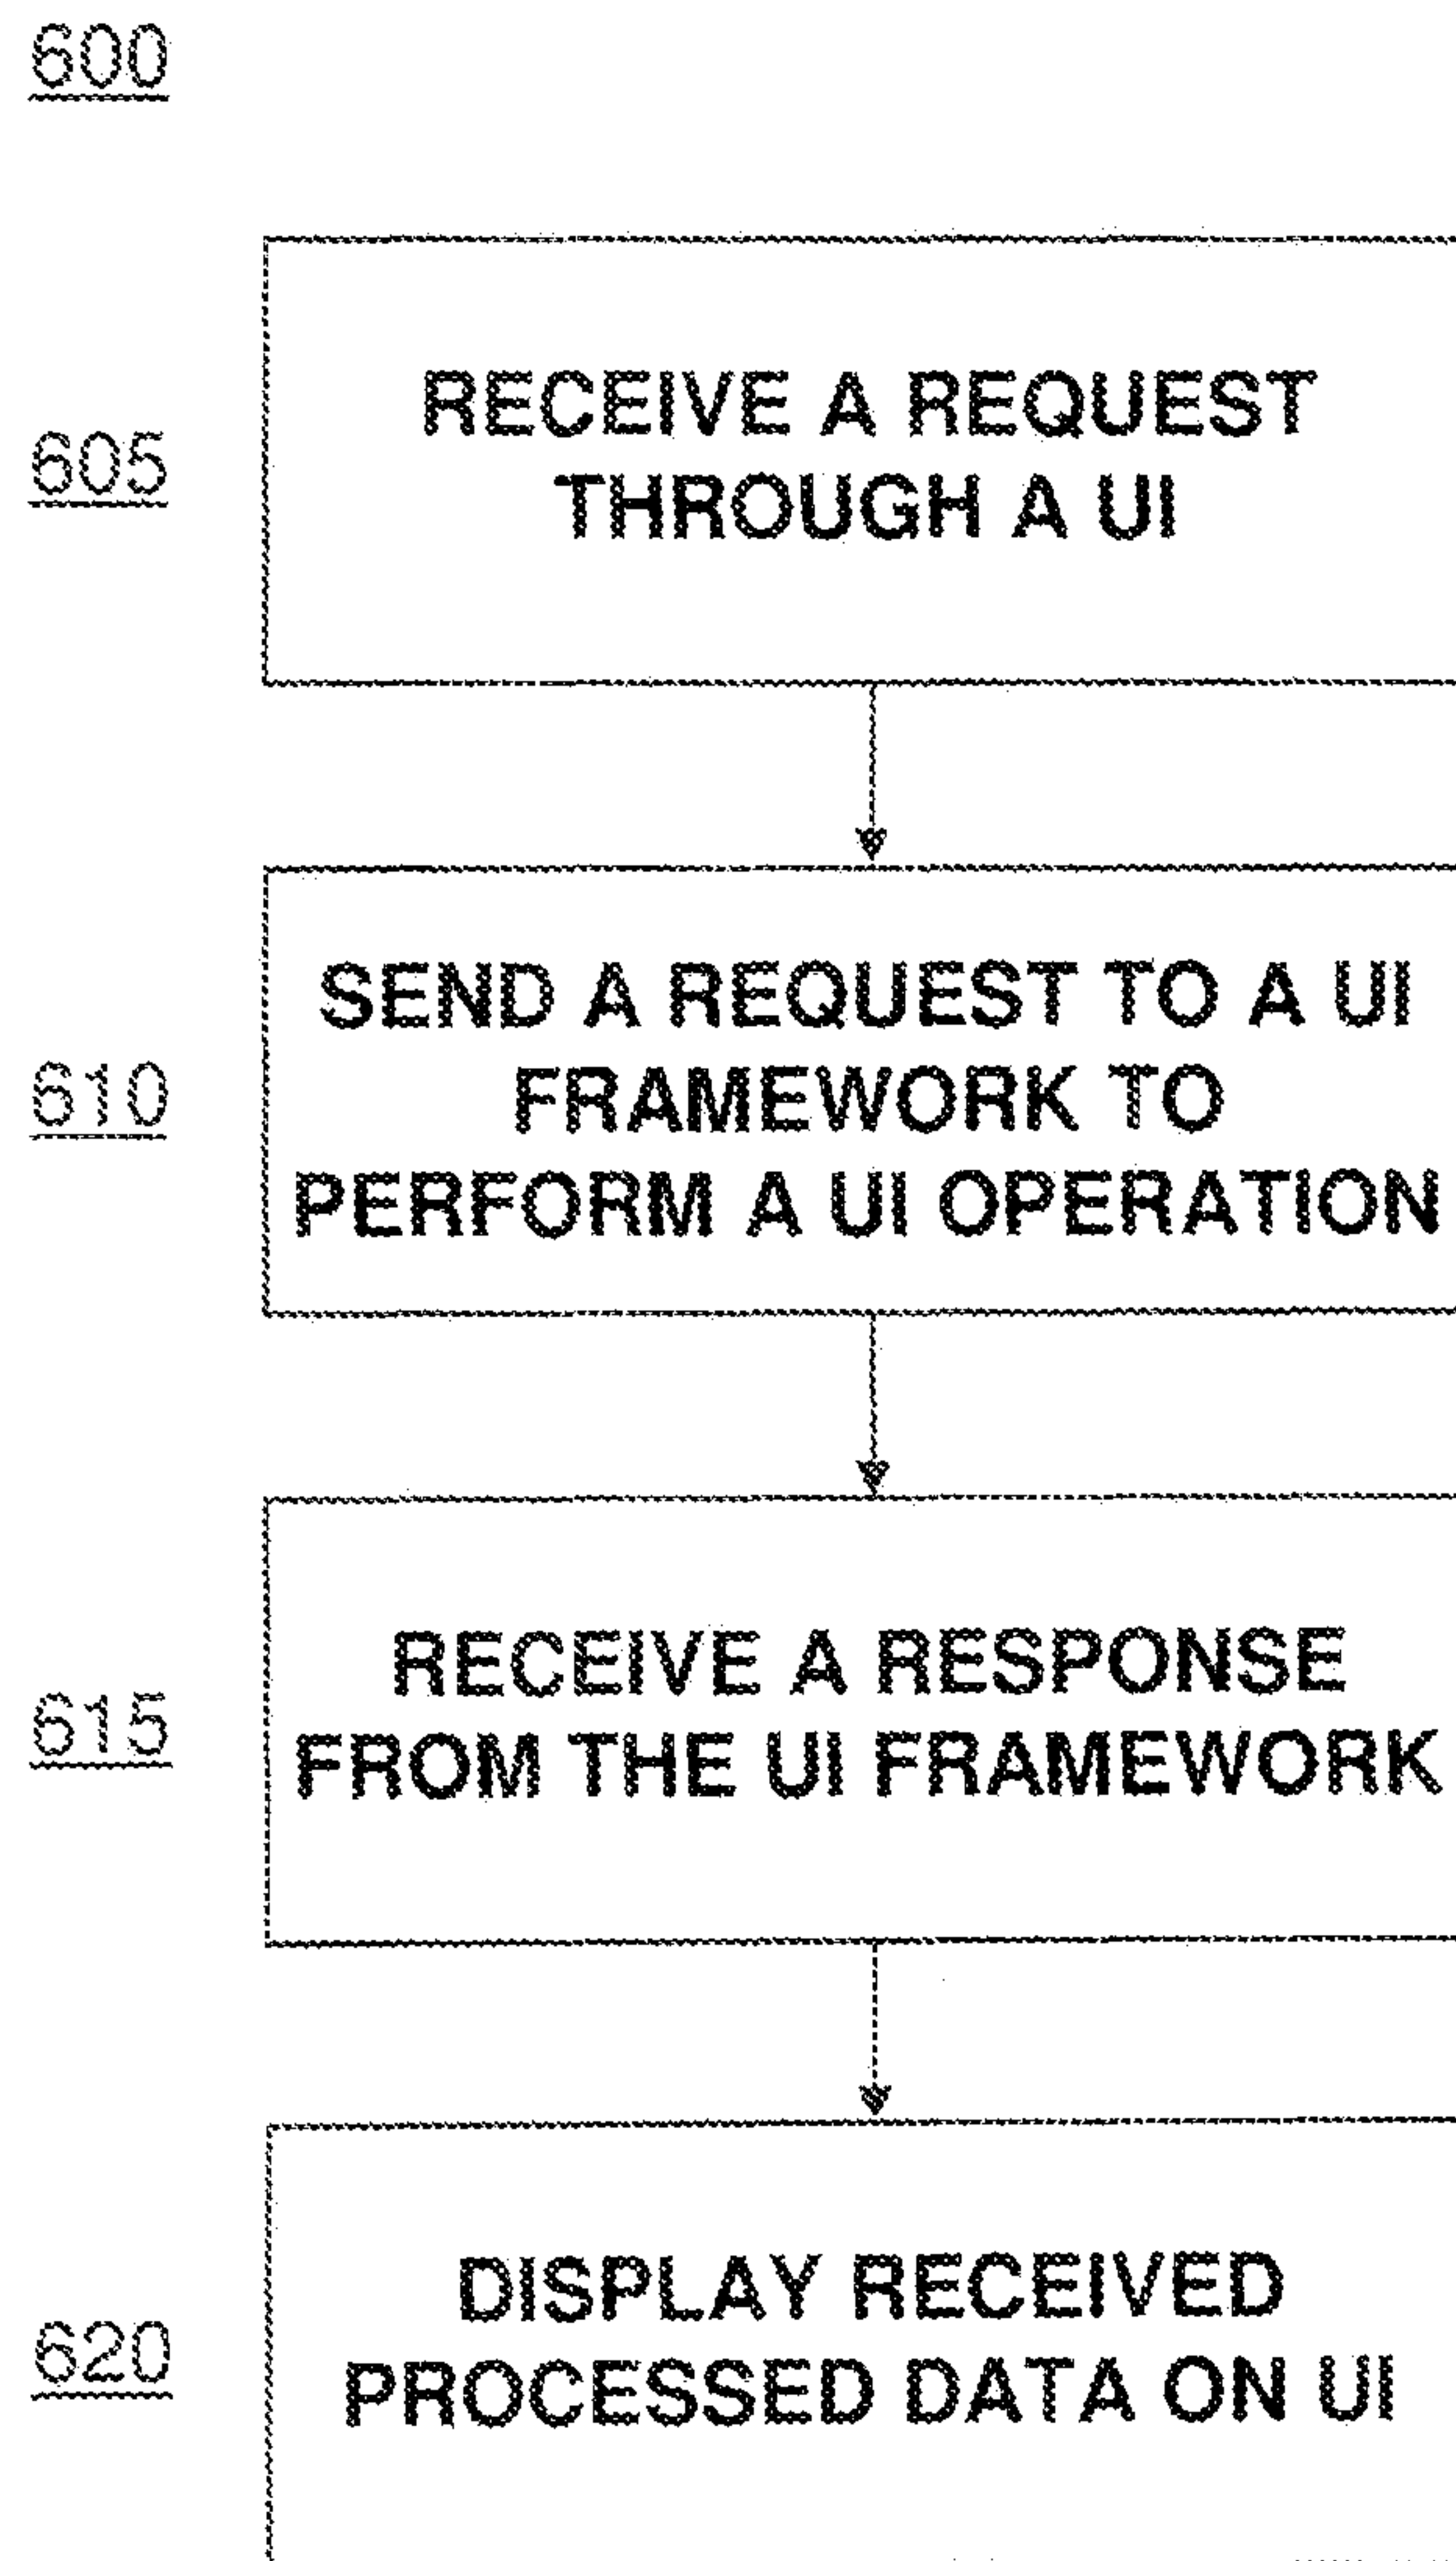 600
605
RECEIVE A REQUEST
THROUGH A UI
610
SEND A REQUEST TO A UI
FRAMEWORK TO
PERFORM A UI OPERATION
615
RECEIVE A RESPONSE
FROM THE UI FRAMEWORK
620
DISPLAY RECEIVED
PROCESSED DATA ON UI